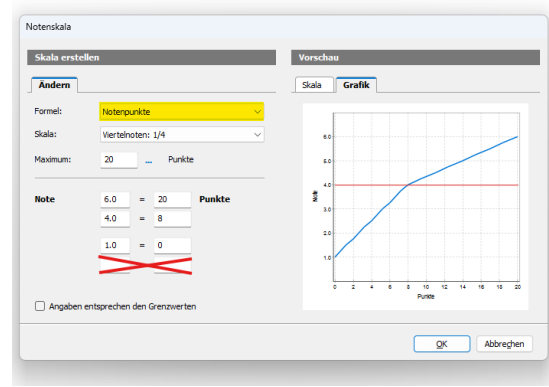 Notenskala
Skala erstellen
Ändern
Formel: Notenpunkte
Skala: Viertelnoten: 1/4
Maximum: 20 ... Punkte
Note 6.0 = 20 Punkte
4.0 = 8
1.0 = 0
Angaben entsprechen den Grenzwerten
Vorschau
Skala Grafik
6.0
5.0
4.0
3.0
2.0
1.0
Note
0 2 4 6 8 10 12 14 16 18 20
Punkte
OK Abbrechen